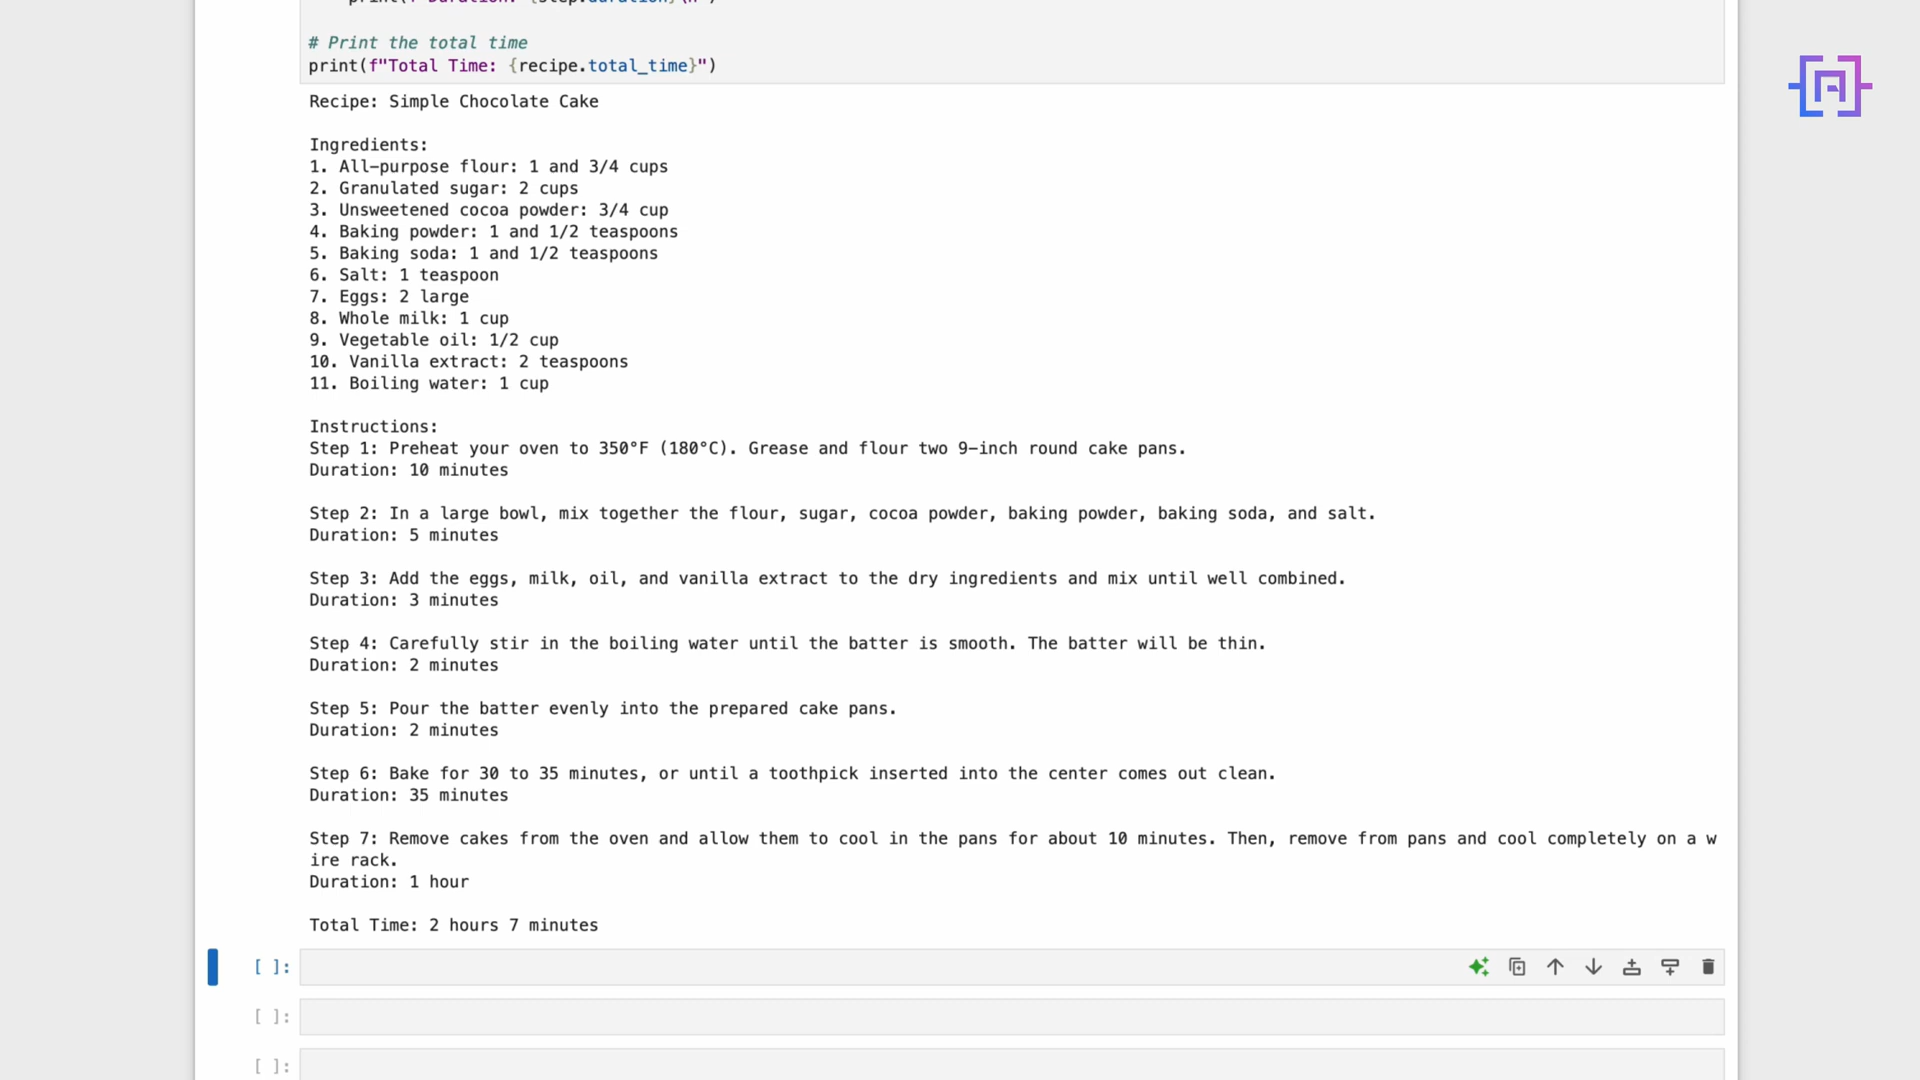 print(f"Duration: {step.duration}\n")
# Print the total time
print(f"Total Time: {recipe.total_time}")
Recipe: Simple Chocolate Cake
Ingredients:
1. All-purpose flour: 1 and 3/4 cups
2. Granulated sugar: 2 cups
3. Unsweetened cocoa powder: 3/4 cup
4. Baking powder: 1 and 1/2 teaspoons
5. Baking soda: 1 and 1/2 teaspoons
6. Salt: 1 teaspoon
7. Eggs: 2 large
8. Whole milk: 1 cup
9. Vegetable oil: 1/2 cup
10. Vanilla extract: 2 teaspoons
11. Boiling water: 1 cup
Instructions:
Step 1: Preheat your oven to 350°F (180°C). Grease and flour two 9-inch round cake pans.
Duration: 10 minutes
Step 2: In a large bowl, mix together the flour, sugar, cocoa powder, baking powder, baking soda, and salt.
Duration: 5 minutes
Step 3: Add the eggs, milk, oil, and vanilla extract to the dry ingredients and mix until well combined.
Duration: 3 minutes
Step 4: Carefully stir in the boiling water until the batter is smooth. The batter will be thin.
Duration: 2 minutes
Step 5: Pour the batter evenly into the prepared cake pans.
Duration: 2 minutes
Step 6: Bake for 30 to 35 minutes, or until a toothpick inserted into the center comes out clean.
Duration: 35 minutes
Step 7: Remove cakes from the oven and allow them to cool in the pans for about 10 minutes. Then, remove from pans and cool completely on a w
ire rack.
Duration: 1 hour
Total Time: 2 hours 7 minutes
[ ]:
[ ]:
[ ]: